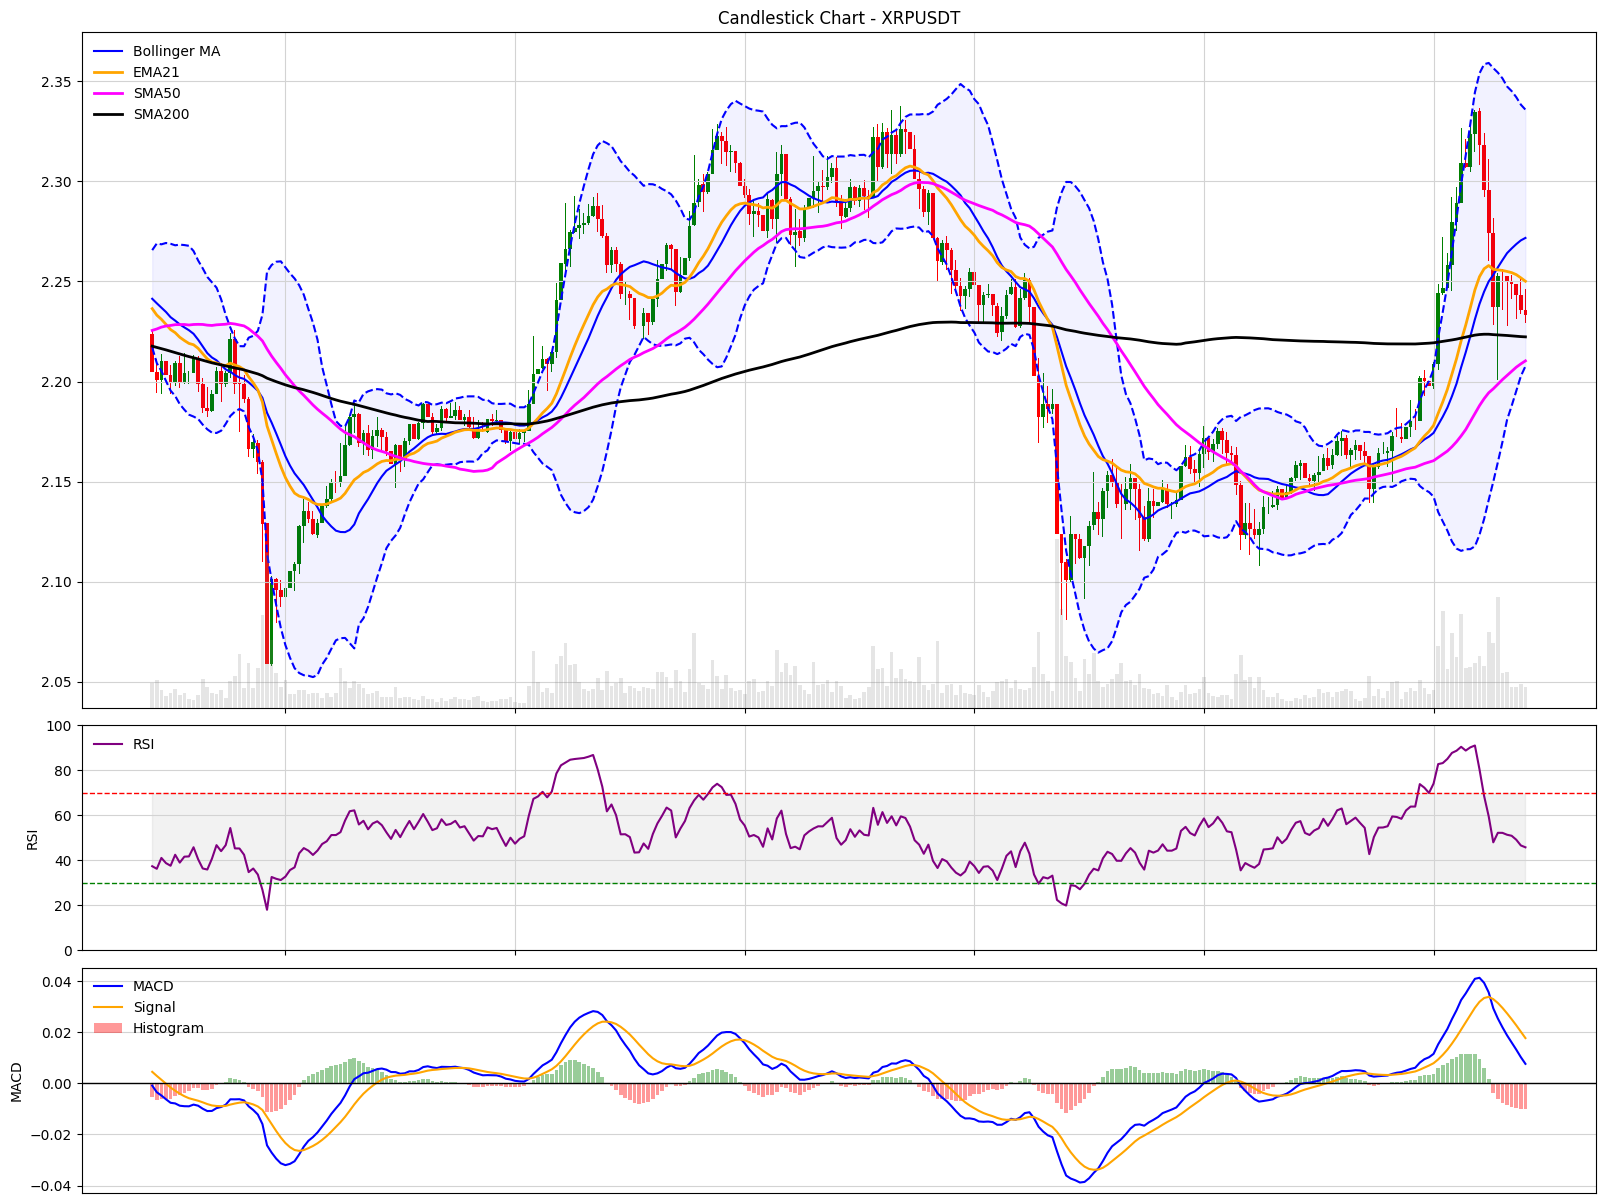 Candlestick Chart - XRPUSDT
Bollinger MA
EMA21
SMA50
SMA200
2.35
2.30
2.25
2.20
2.15
2.10
2.05
RSI
100
80
60
40
20
0
RSI
MACD
Signal
Histogram
0.04
0.02
0.00
−0.02
−0.04
MACD